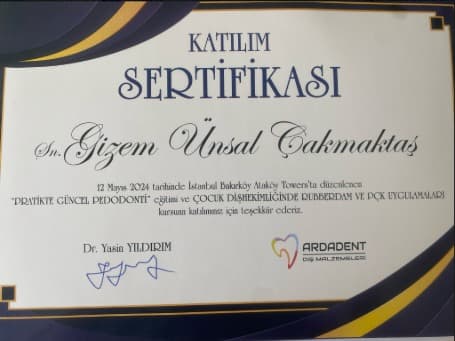 KATILIM
SERTİFİKASI
Sn. Gizem Ünsal Çakmaktaş
12 Mayıs 2024 tarihinde İstanbul Bakırköy Ataköy Towers'ta düzenlenen
"PRATİKTE GÜNCEL PEDODONTİ" eğitimi ve ÇOCUK DİŞHEKİMLİĞİNDE RUBBERDAM VE PÇK UYGULAMALARI
kursuna katılımınız için teşekkür ederiz.
Dr. Yasin YILDIRIM
ARDADENT
DİŞ MALZEMELERİ